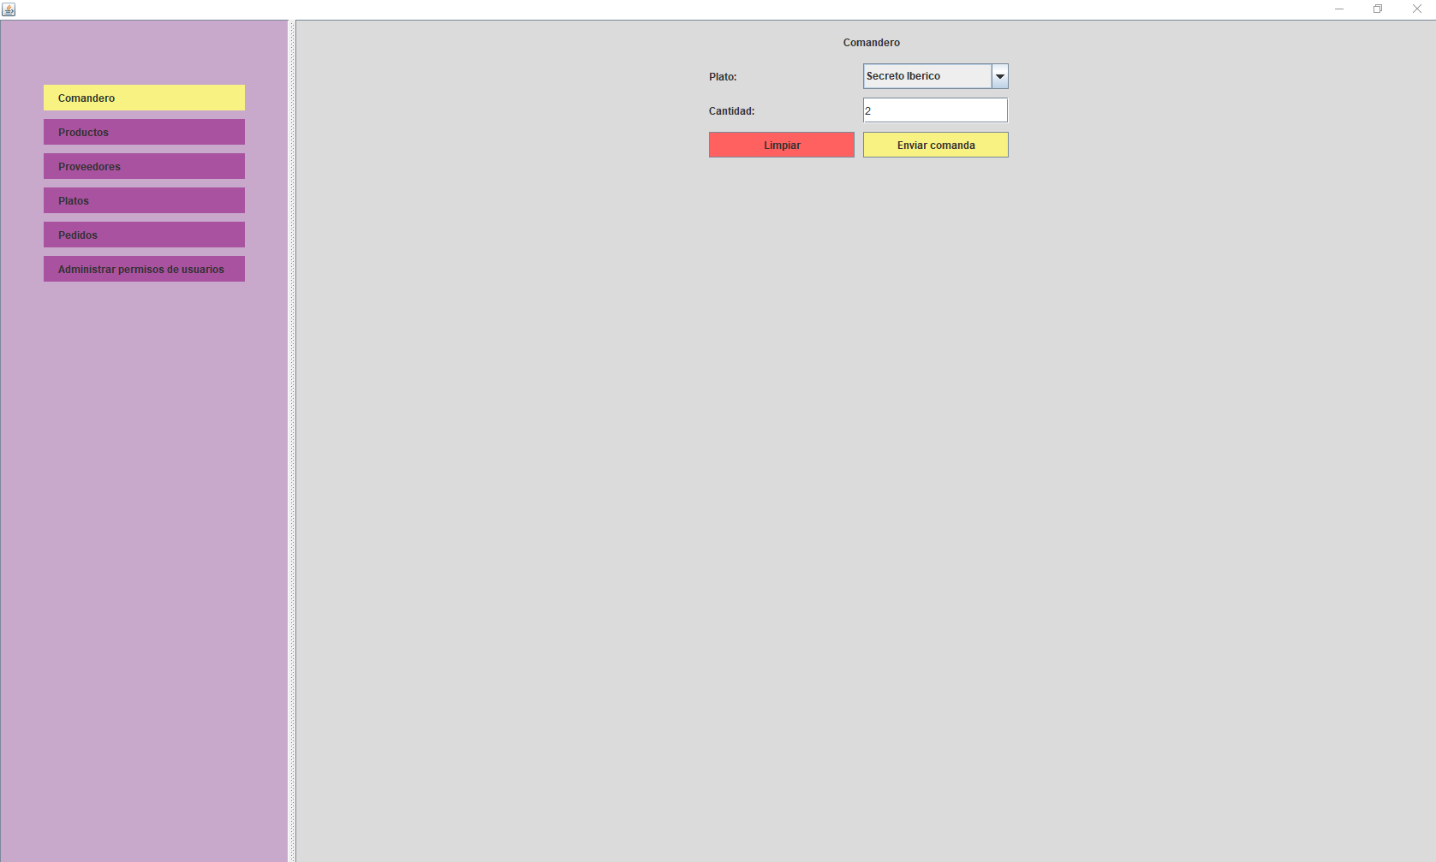 Comandero
Productos
Proveedores
Platos
Pedidos
Administrar permisos de usuarios
Comandero
Plato:
Secreto Iberico
Cantidad:
2
Limpiar
Enviar comanda